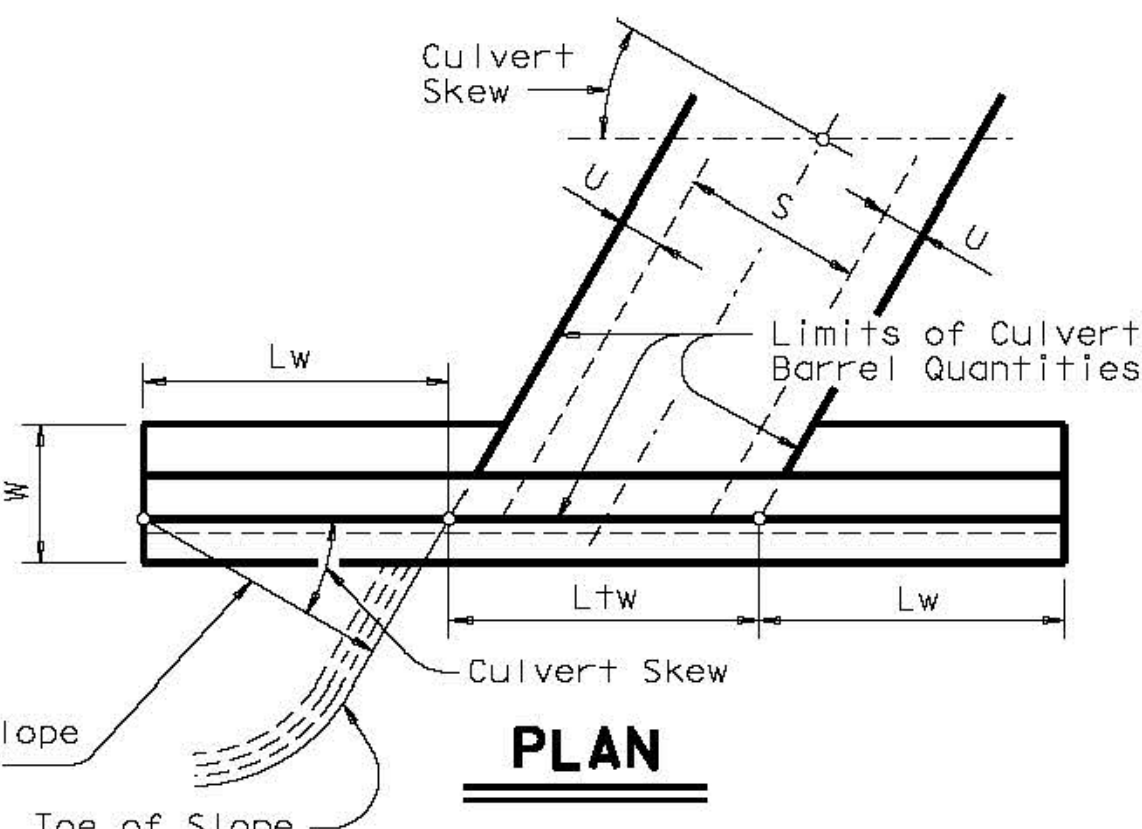 Culvert
Skew
U
S
U
Limits of Culvert
Barrel Quantities
Lw
W
Ltw
Lw
Culvert Skew
lope
PLAN
Toe of Slope